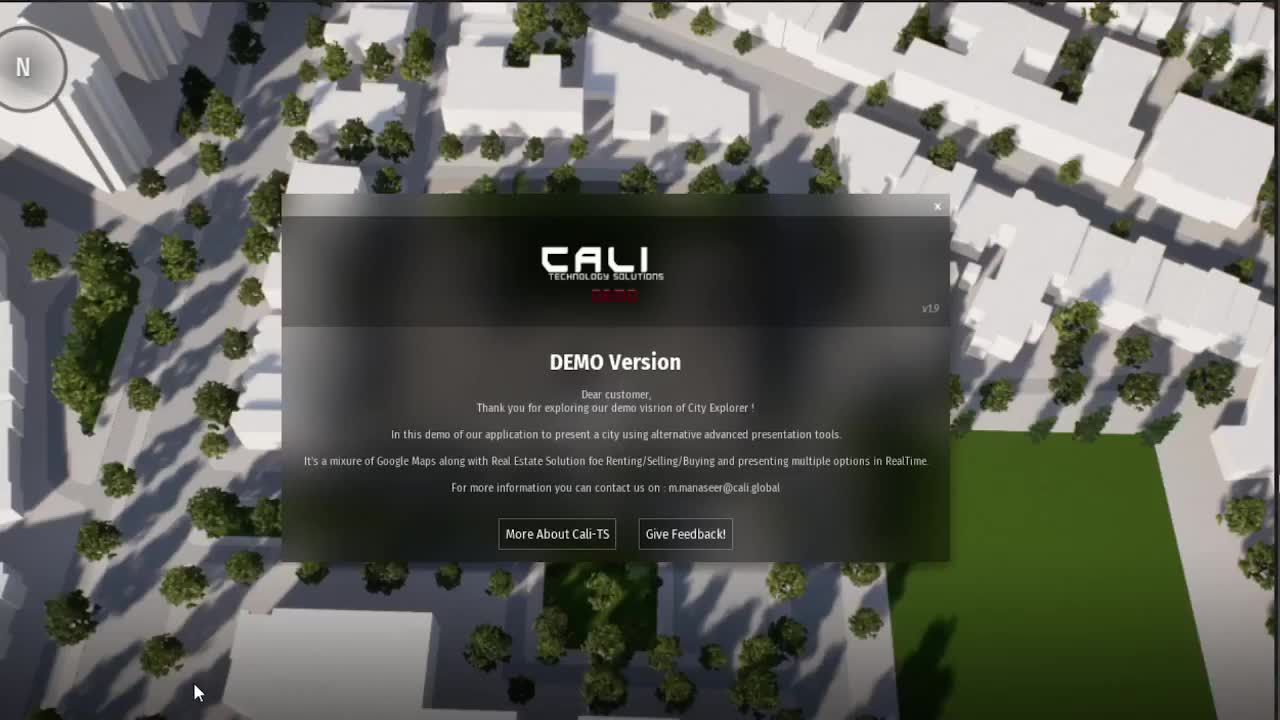 N
x
CALI
TECHNOLOGY SOLUTIONS
DEMO
v1.9
DEMO Version
Dear customer,
Thank you for exploring our demo visrion of City Explorer !
In this demo of our application to present a city using alternative advanced presentation tools.
It's a mixure of Google Maps along with Real Estate Solution foe Renting/Selling/Buying and presenting multiple options in RealTime.
For more information you can contact us on : m.manaseer@cali.global
More About Cali-TS
Give Feedback!